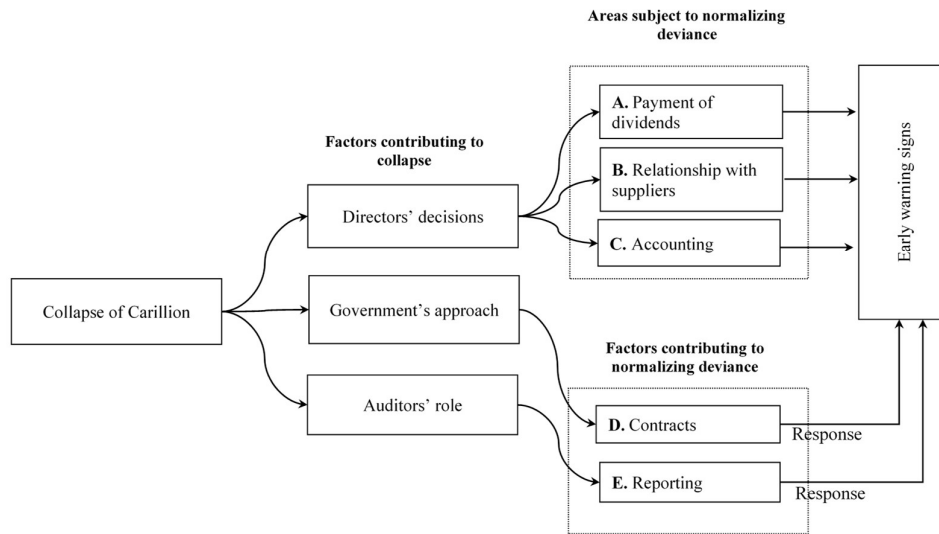 Areas subject to normalizing
deviance
A. Payment of
dividends
Factors contributing to
collapse
B. Relationship with
suppliers
Directors’ decisions
C. Accounting
Early warning signs
Collapse of Carillion
Government’s approach
Factors contributing to
normalizing deviance
Auditors’ role
D. Contracts
Response
E. Reporting
Response